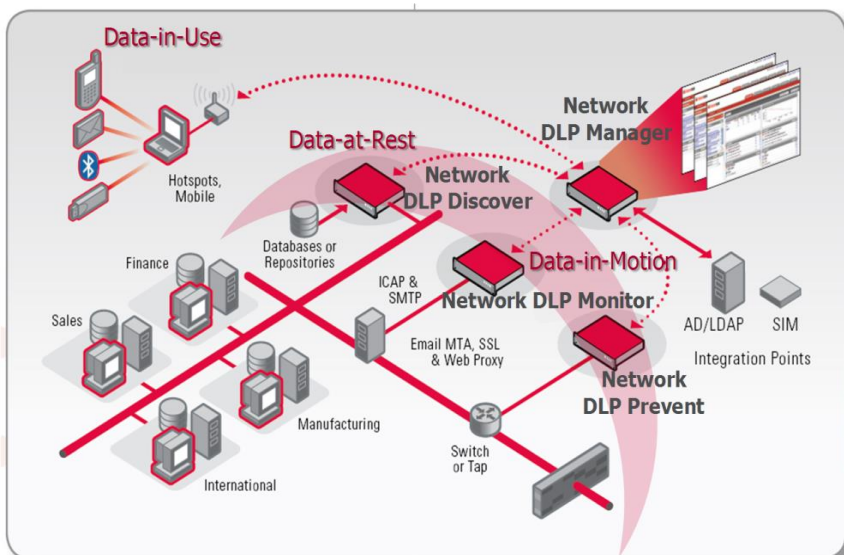 Data-in-Use
Hotspots,
Mobile
Data-at-Rest
Network
DLP Discover
Databases or
Repositories
Network
DLP Manager
Finance
Sales
Manufacturing
International
ICAP &
SMTP
Data-in-Motion
Network DLP Monitor
Email MTA, SSL
& Web Proxy
Network
DLP Prevent
Switch
or Tap
AD/LDAP
SIM
Integration Points